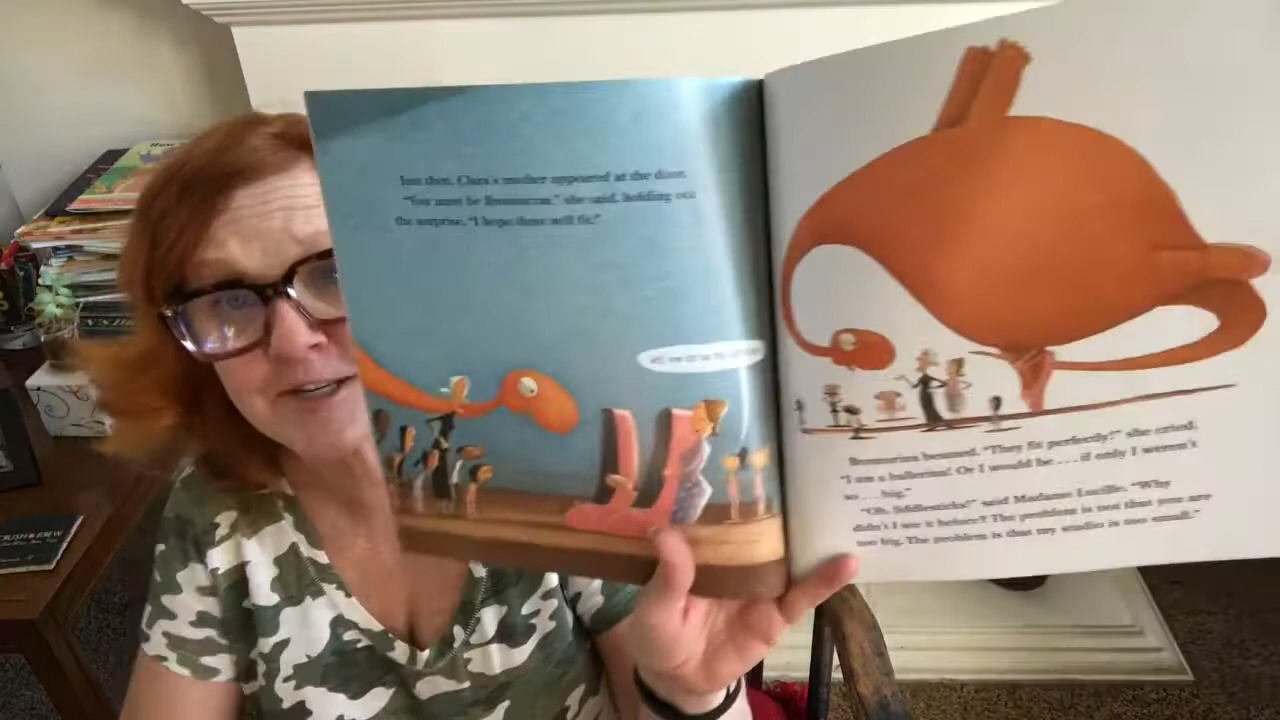 Just then, Clara's mother appeared at the door.
"You must be Brontorina," she said, holding out
the surprise. "I hope these will fit."
Brontorina beamed. "They fit perfectly!" she cried.
"I am a ballerina! Or I would be . . . . if only I weren't
so . . . big."
"Oh, fiddlesticks!" said Madame Lucille. "Why
didn't I see it before? The problem is not that you are
too big. The problem is that my studio is too small."